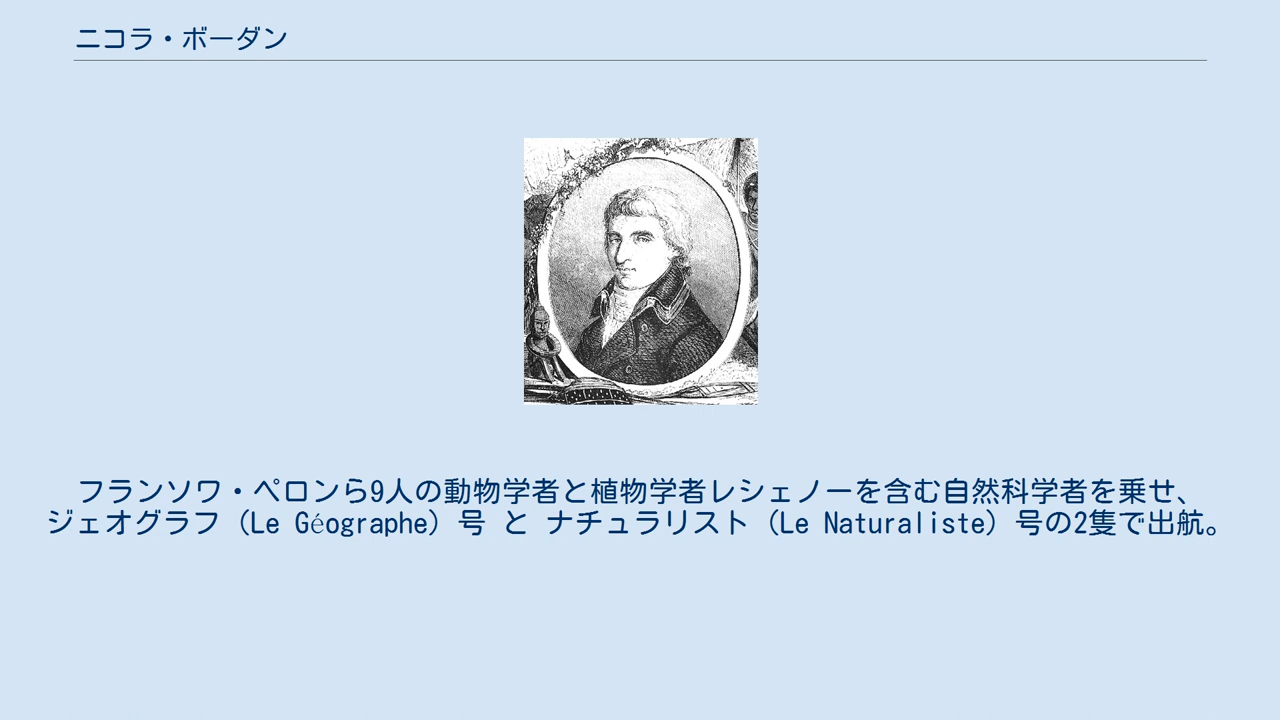 ニコラ・ボーダン
フランソワ・ペロンら9人の動物学者と植物学者レシェノーを含む自然科学者を乗せ、
ジェオグラフ（Le Géographe）号 と ナチュラリスト（Le Naturaliste）号の2隻で出航。